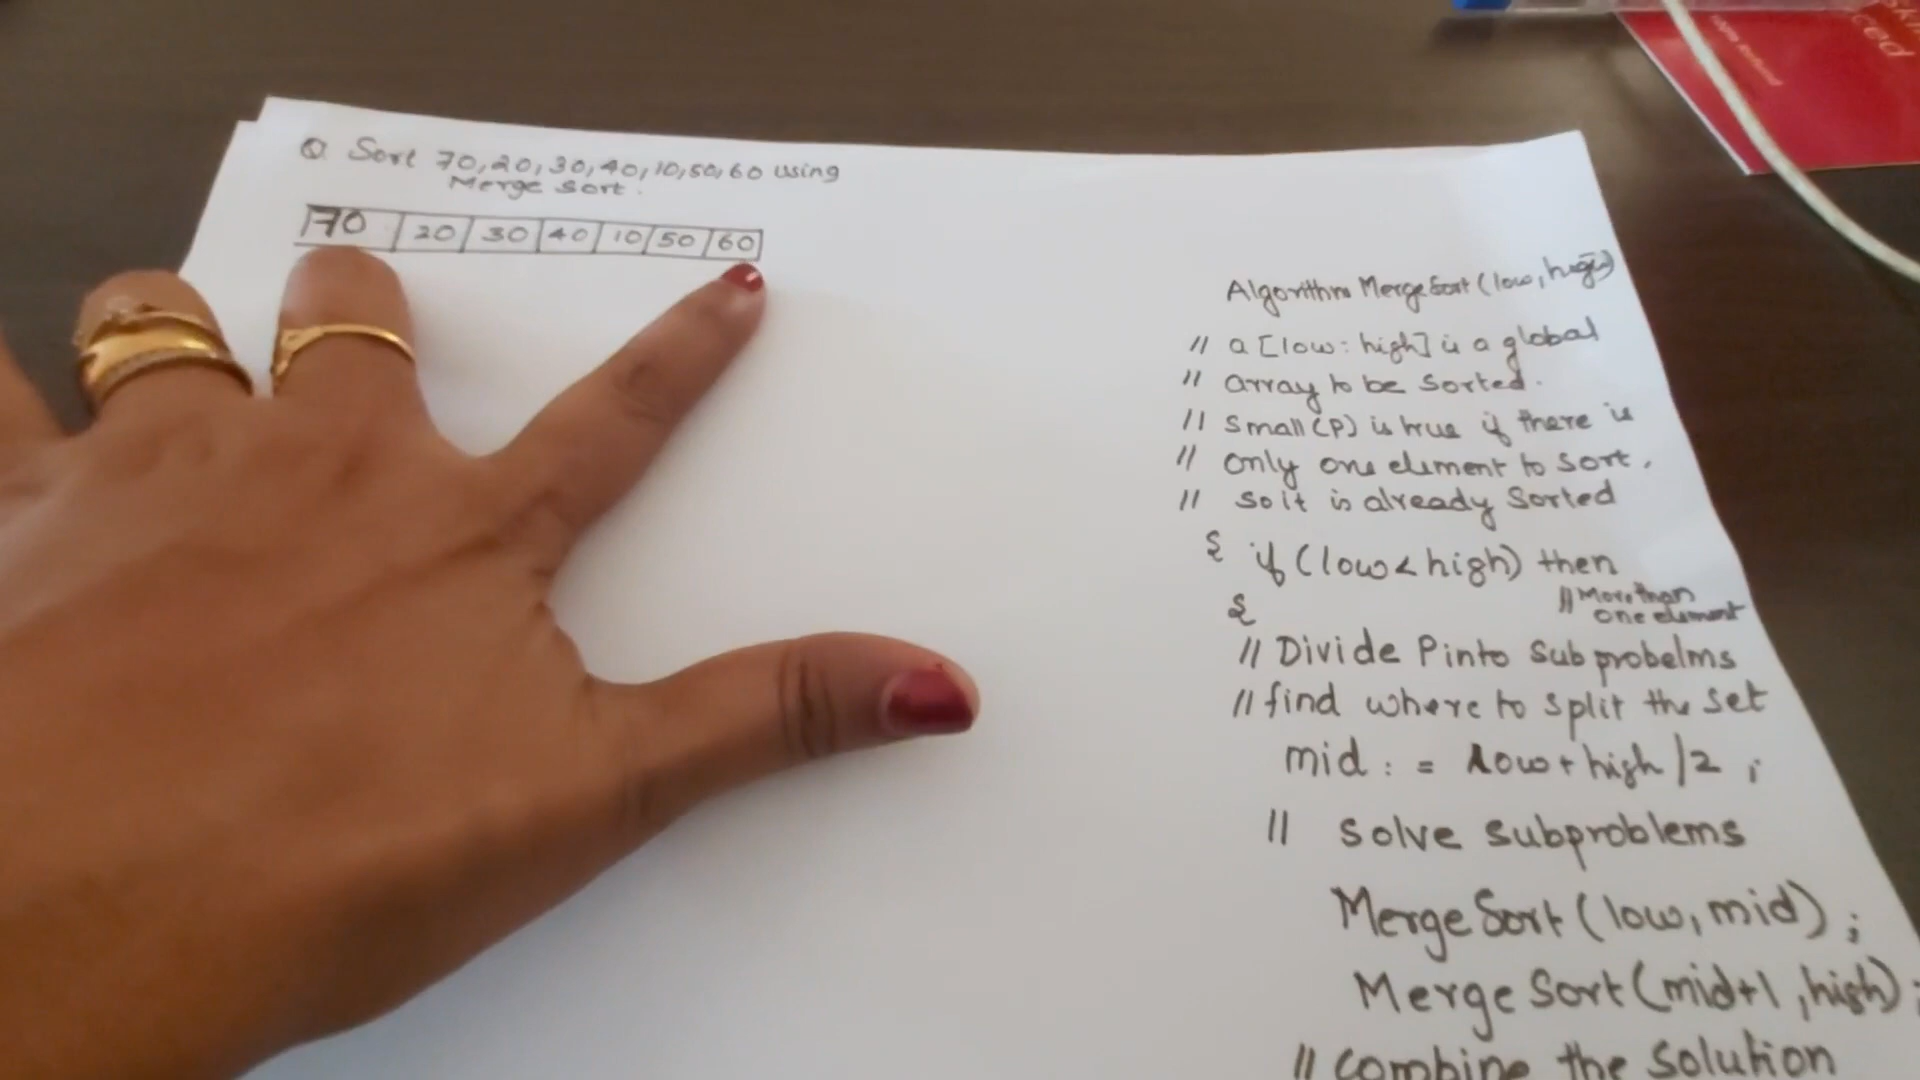 Q Sort 70,20,30,40,10,50,60 using
Merge Sort.
70 20 30 40 10 50 60
Algorithm MergeSort(low, high)
// a [low: high] is a global
// array to be sorted.
// Small(P) is true if there is
// only one element to sort.
// so it is already sorted
{ if (low<high) then
{ // More than
one element
// Divide P into Sub probelms
// find where to split the set
mid : = low + high /2 ;
// solve subproblems
MergeSort(low, mid) ;
MergeSort(mid+1, high) ;
// combine the solution